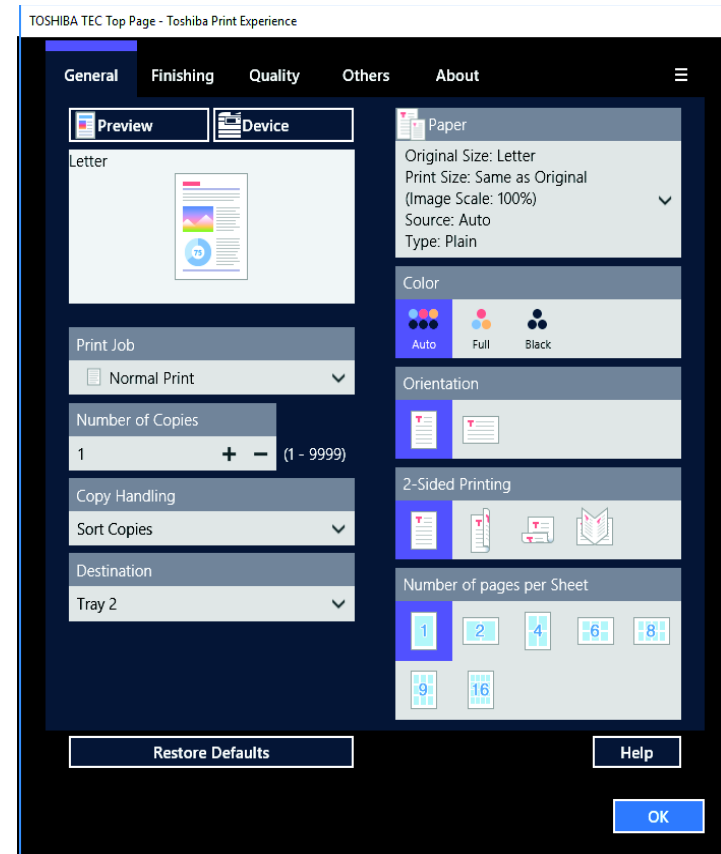 TOSHIBA TEC Top Page - Toshiba Print Experience
General Finishing Quality Others About
Preview Device
Letter
75
Print Job
Normal Print
Number of Copies
1 + − (1 - 9999)
Copy Handling
Sort Copies
Destination
Tray 2
Paper
Original Size: Letter
Print Size: Same as Original
(Image Scale: 100%)
Source: Auto
Type: Plain
Color
Auto Full Black
Orientation
T T
2-Sided Printing
T T T
Number of pages per Sheet
1 2 4 6 8
9 16
Restore Defaults Help
OK